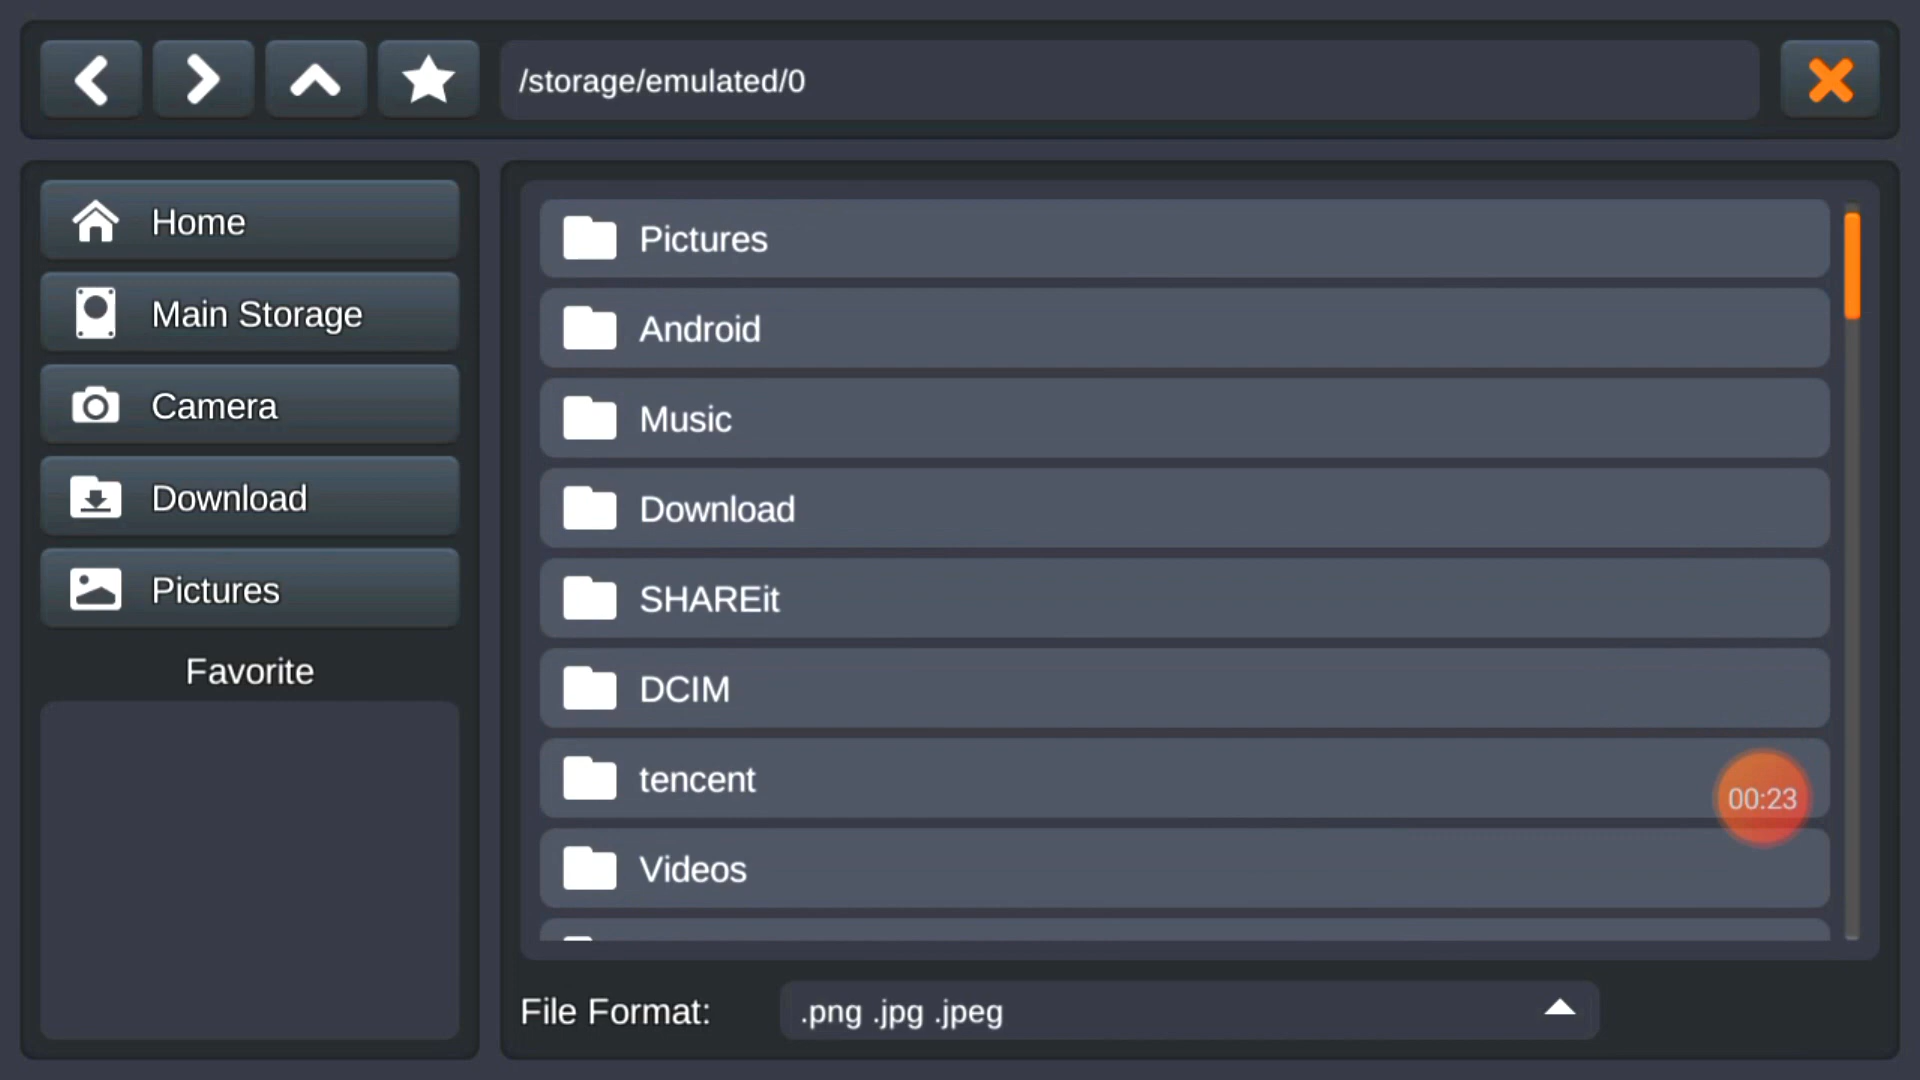 /storage/emulated/0
Home
Main Storage
Camera
Download
Pictures
Favorite
Pictures
Android
Music
Download
SHAREit
DCIM
tencent
00:23
Videos
File Format:
.png .jpg .jpeg